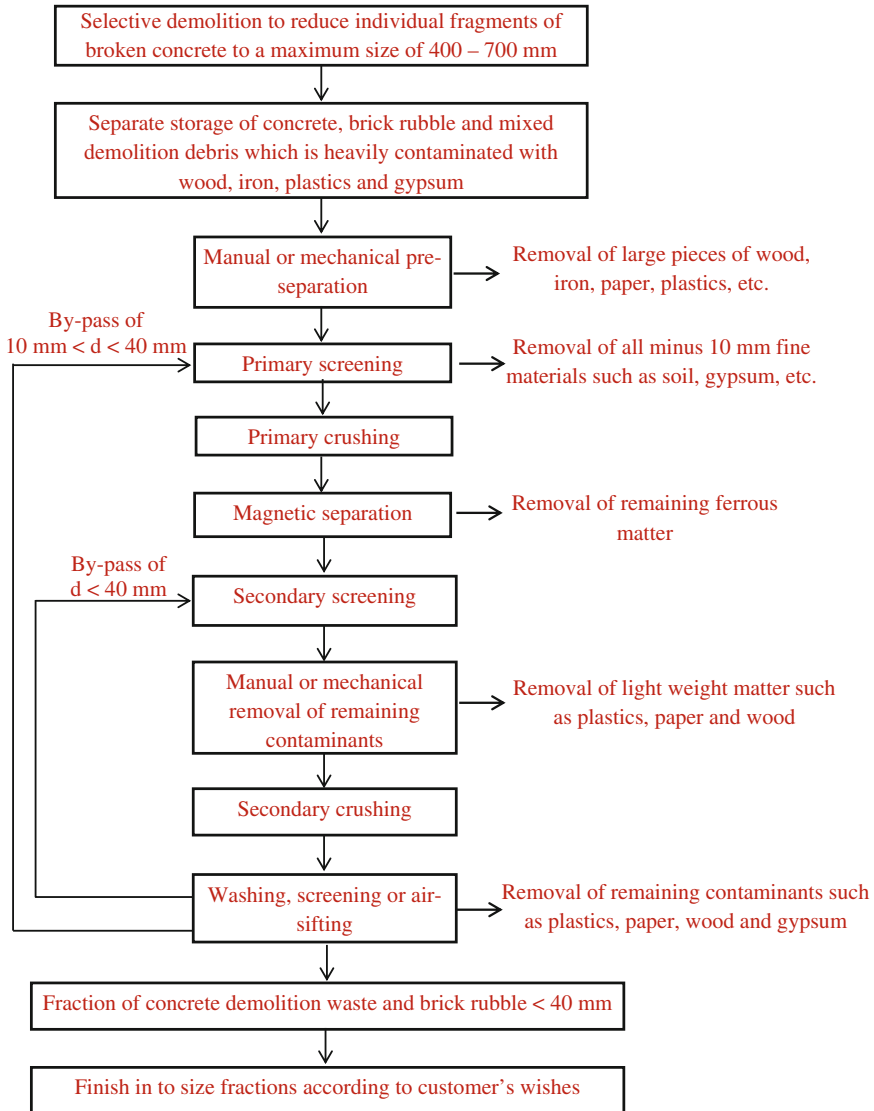 Selective demolition to reduce individual fragments of
broken concrete to a maximum size of 400 – 700 mm
Separate storage of concrete, brick rubble and mixed
demolition debris which is heavily contaminated with
wood, iron, plastics and gypsum
Manual or mechanical pre-
separation
Removal of large pieces of wood,
iron, paper, plastics, etc.
By-pass of
10 mm < d < 40 mm
Primary screening
Removal of all minus 10 mm fine
materials such as soil, gypsum, etc.
Primary crushing
Magnetic separation
Removal of remaining ferrous
matter
By-pass of
d < 40 mm
Secondary screening
Manual or mechanical
removal of remaining
contaminants
Removal of light weight matter such
as plastics, paper and wood
Secondary crushing
Washing, screening or air-
sifting
Removal of remaining contaminants such
as plastics, paper, wood and gypsum
Fraction of concrete demolition waste and brick rubble < 40 mm
Finish in to size fractions according to customer’s wishes